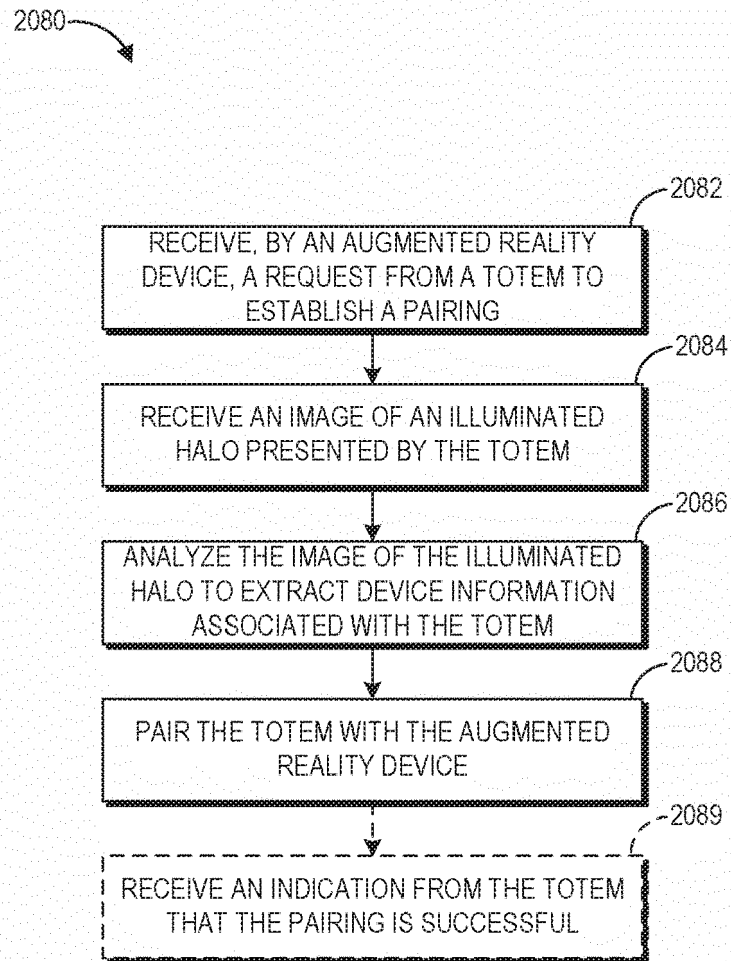 2080
2082
RECEIVE, BY AN AUGMENTED REALITY
DEVICE, A REQUEST FROM A TOTEM TO
ESTABLISH A PAIRING
2084
RECEIVE AN IMAGE OF AN ILLUMINATED
HALO PRESENTED BY THE TOTEM
2086
ANALYZE THE IMAGE OF THE ILLUMINATED
HALO TO EXTRACT DEVICE INFORMATION
ASSOCIATED WITH THE TOTEM
2088
PAIR THE TOTEM WITH THE AUGMENTED
REALITY DEVICE
2089
RECEIVE AN INDICATION FROM THE TOTEM
THAT THE PAIRING IS SUCCESSFUL